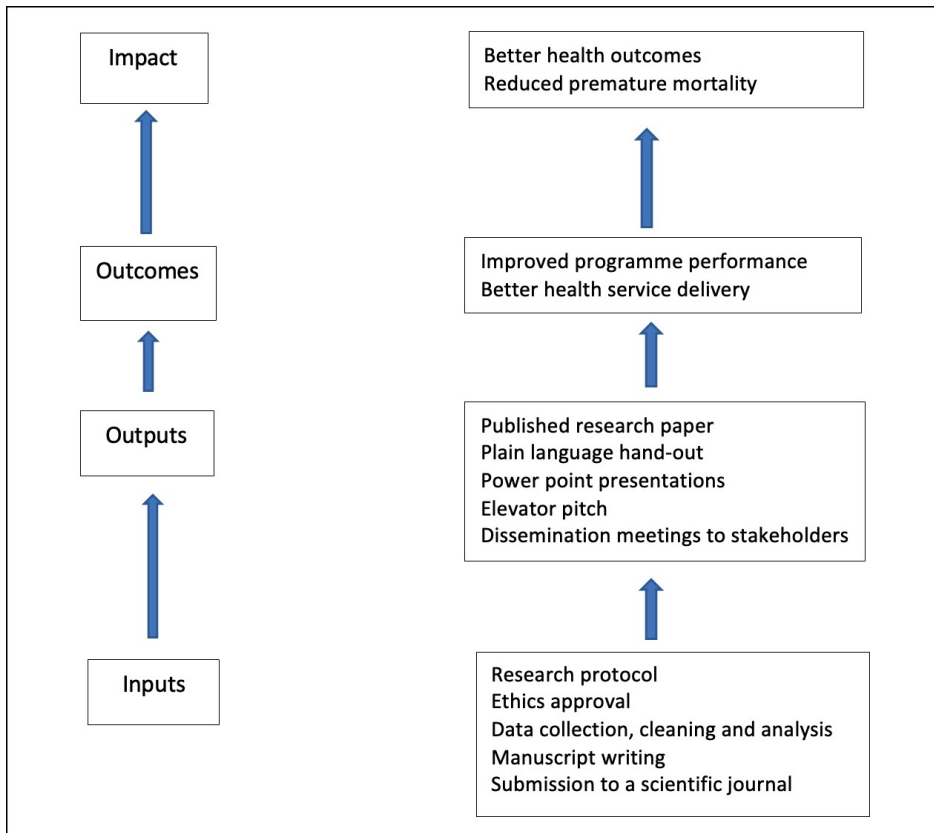 Impact
Better health outcomes
Reduced premature mortality
Outcomes
Improved programme performance
Better health service delivery
Outputs
Published research paper
Plain language hand-out
Power point presentations
Elevator pitch
Dissemination meetings to stakeholders
Inputs
Research protocol
Ethics approval
Data collection, cleaning and analysis
Manuscript writing
Submission to a scientific journal